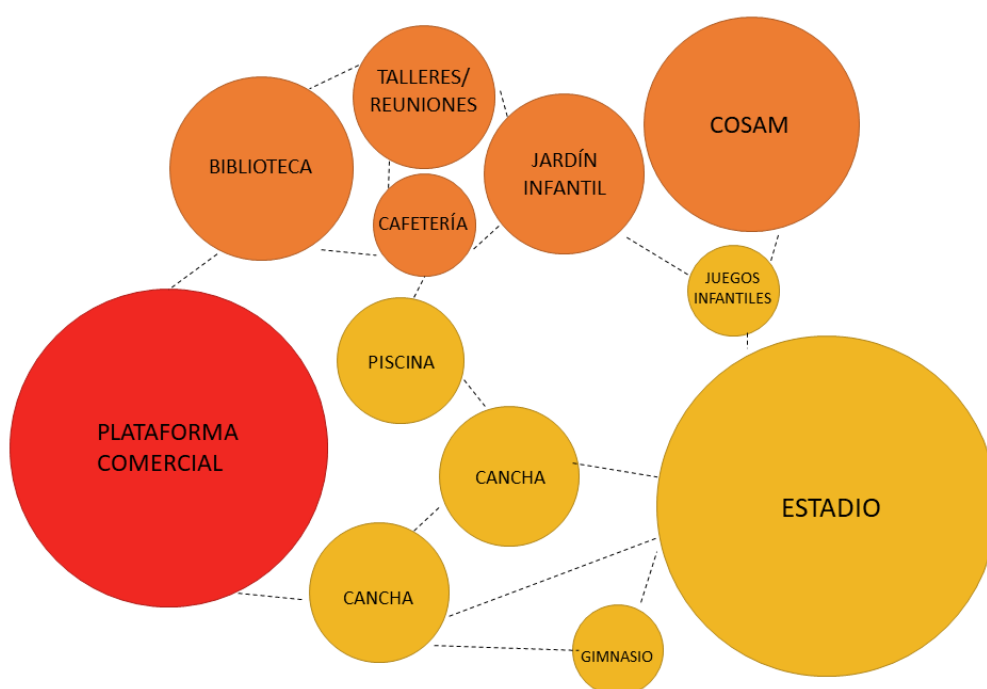 TALLERES/
REUNIONES
COSAM
BIBLIOTECA
JARDÍN
INFANTIL
CAFETERÍA
JUEGOS
INFANTILES
PISCINA
PLATAFORMA
COMERCIAL
CANCHA
ESTADIO
CANCHA
GIMNASIO